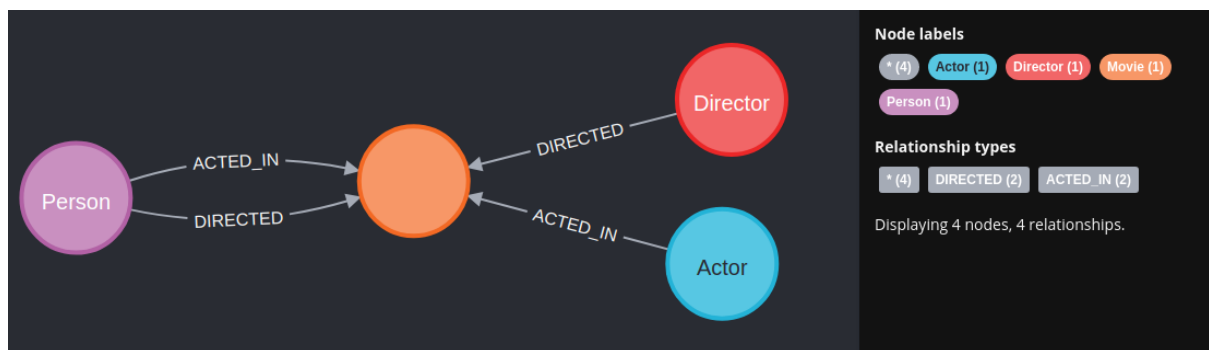 Person
ACTED_IN
DIRECTED
DIRECTED
ACTED_IN
Director
Actor
Node labels
* (4) Actor (1) Director (1) Movie (1)
Person (1)
Relationship types
* (4) DIRECTED (2) ACTED_IN (2)
Displaying 4 nodes, 4 relationships.